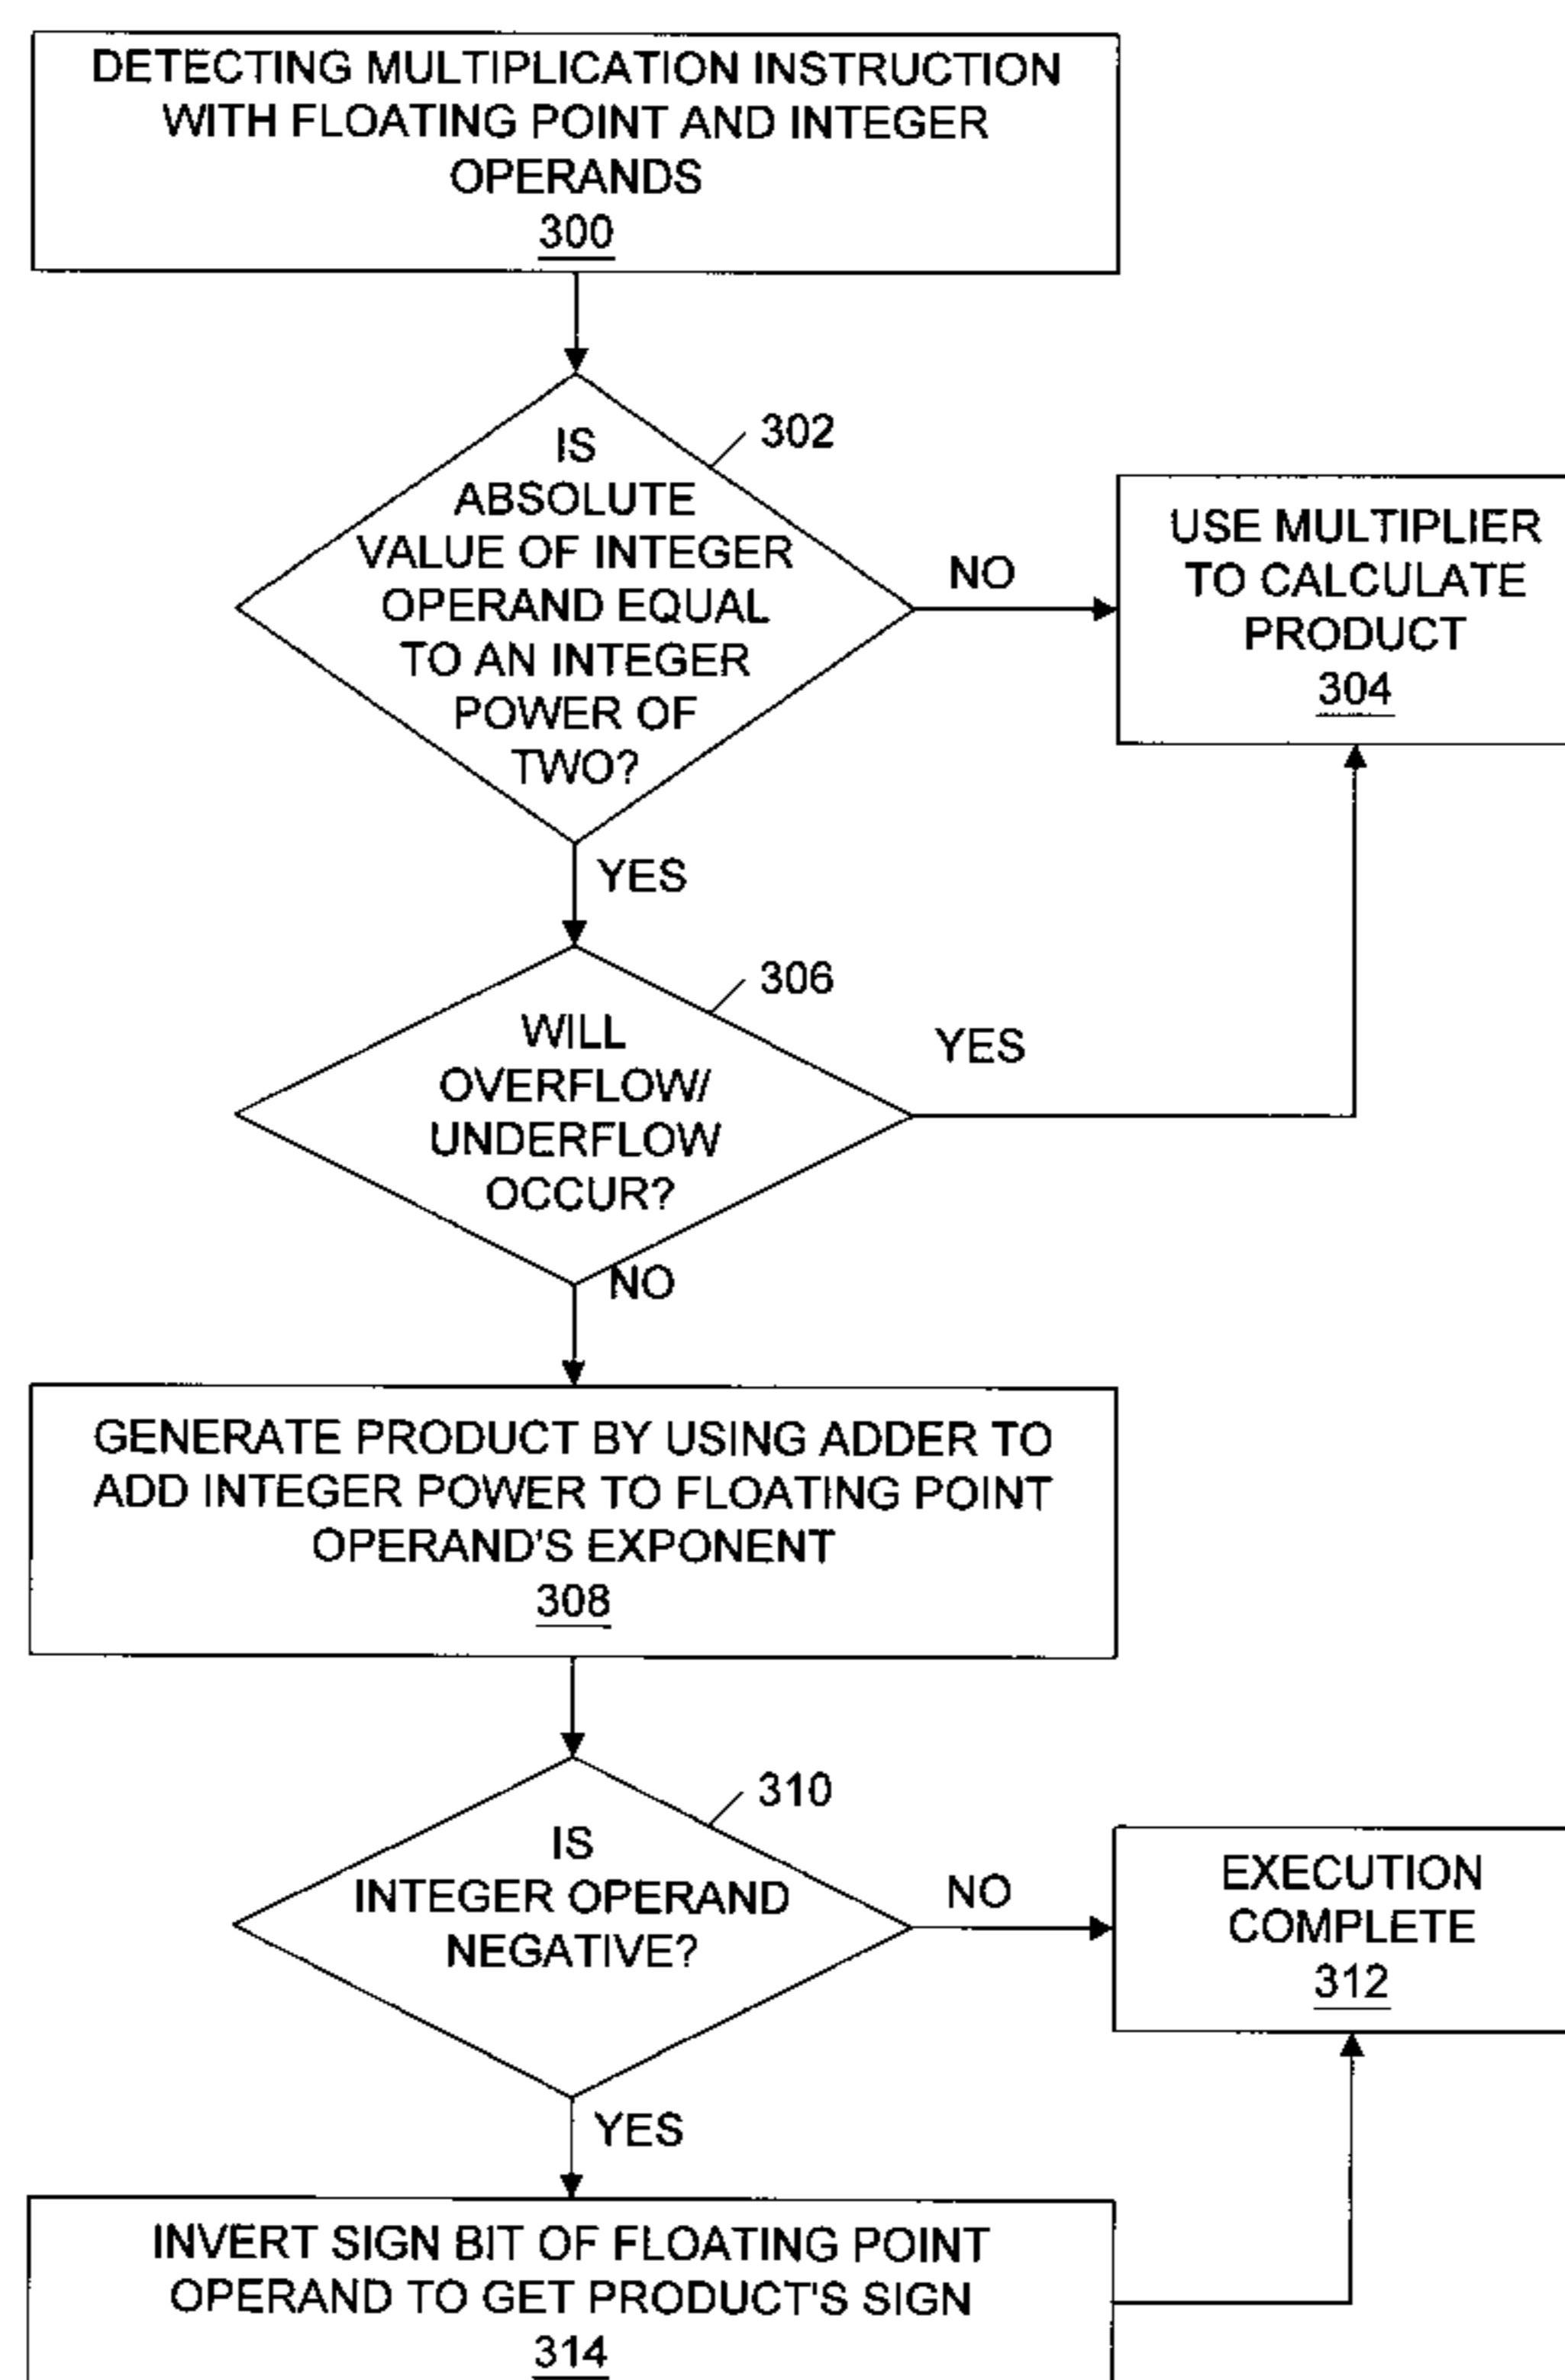 DETECTING MULTIPLICATION INSTRUCTION
WITH FLOATING POINT AND INTEGER
OPERANDS
300
302
IS
ABSOLUTE
VALUE OF INTEGER
OPERAND EQUAL
TO AN INTEGER
POWER OF
TWO?
NO
USE MULTIPLIER
TO CALCULATE
PRODUCT
304
YES
306
WILL
OVERFLOW/
UNDERFLOW
OCCUR?
YES
NO
GENERATE PRODUCT BY USING ADDER TO
ADD INTEGER POWER TO FLOATING POINT
OPERAND'S EXPONENT
308
310
IS
INTEGER OPERAND
NEGATIVE?
NO
EXECUTION
COMPLETE
312
YES
INVERT SIGN BIT OF FLOATING POINT
OPERAND TO GET PRODUCT'S SIGN
314